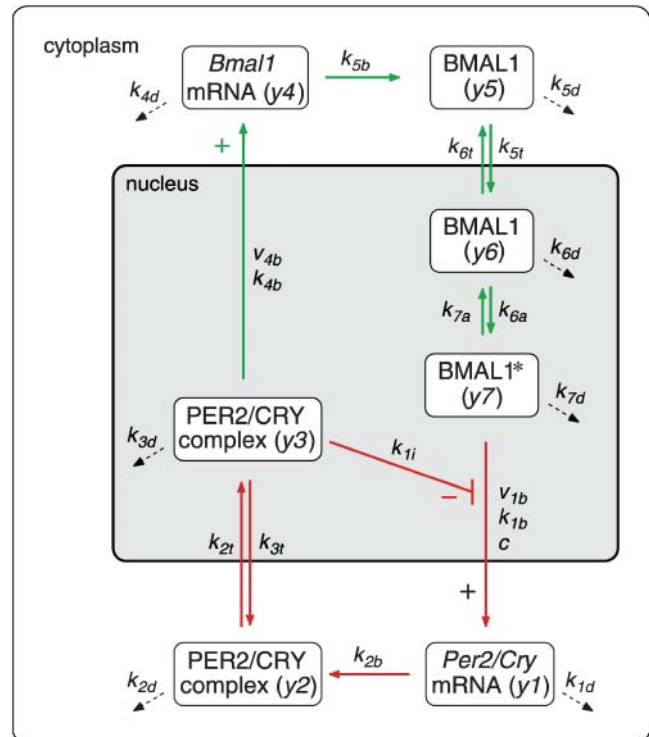 cytoplasm
Bmal1
mRNA (y4)
k5b
BMAL1
(y5)
k4d
k5d
+
k6t
k5t
nucleus
BMAL1
(y6)
k6d
v4b
k4b
k7a
k6a
BMAL1*
(y7)
k7d
PER2/CRY
complex (y3)
k3d
k1i
−
v1b
k1b
c
k2t
k3t
+
PER2/CRY
complex (y2)
k2b
Per2/Cry
mRNA (y1)
k2d
k1d